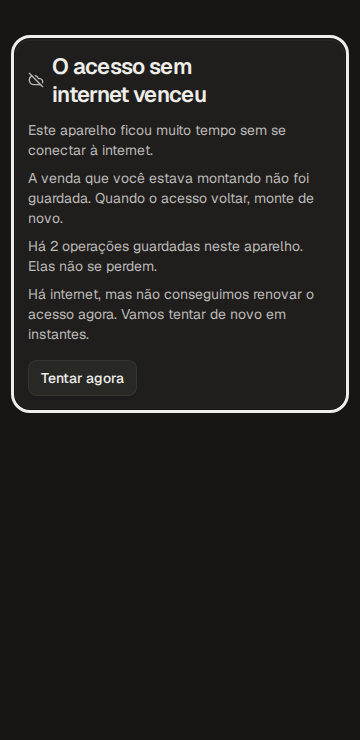 O acesso sem
internet venceu
Este aparelho ficou muito tempo sem se
conectar à internet.
A venda que você estava montando não foi
guardada. Quando o acesso voltar, monte de
novo.
Há 2 operações guardadas neste aparelho.
Elas não se perdem.
Há internet, mas não conseguimos renovar o
acesso agora. Vamos tentar de novo em
instantes.
Tentar agora